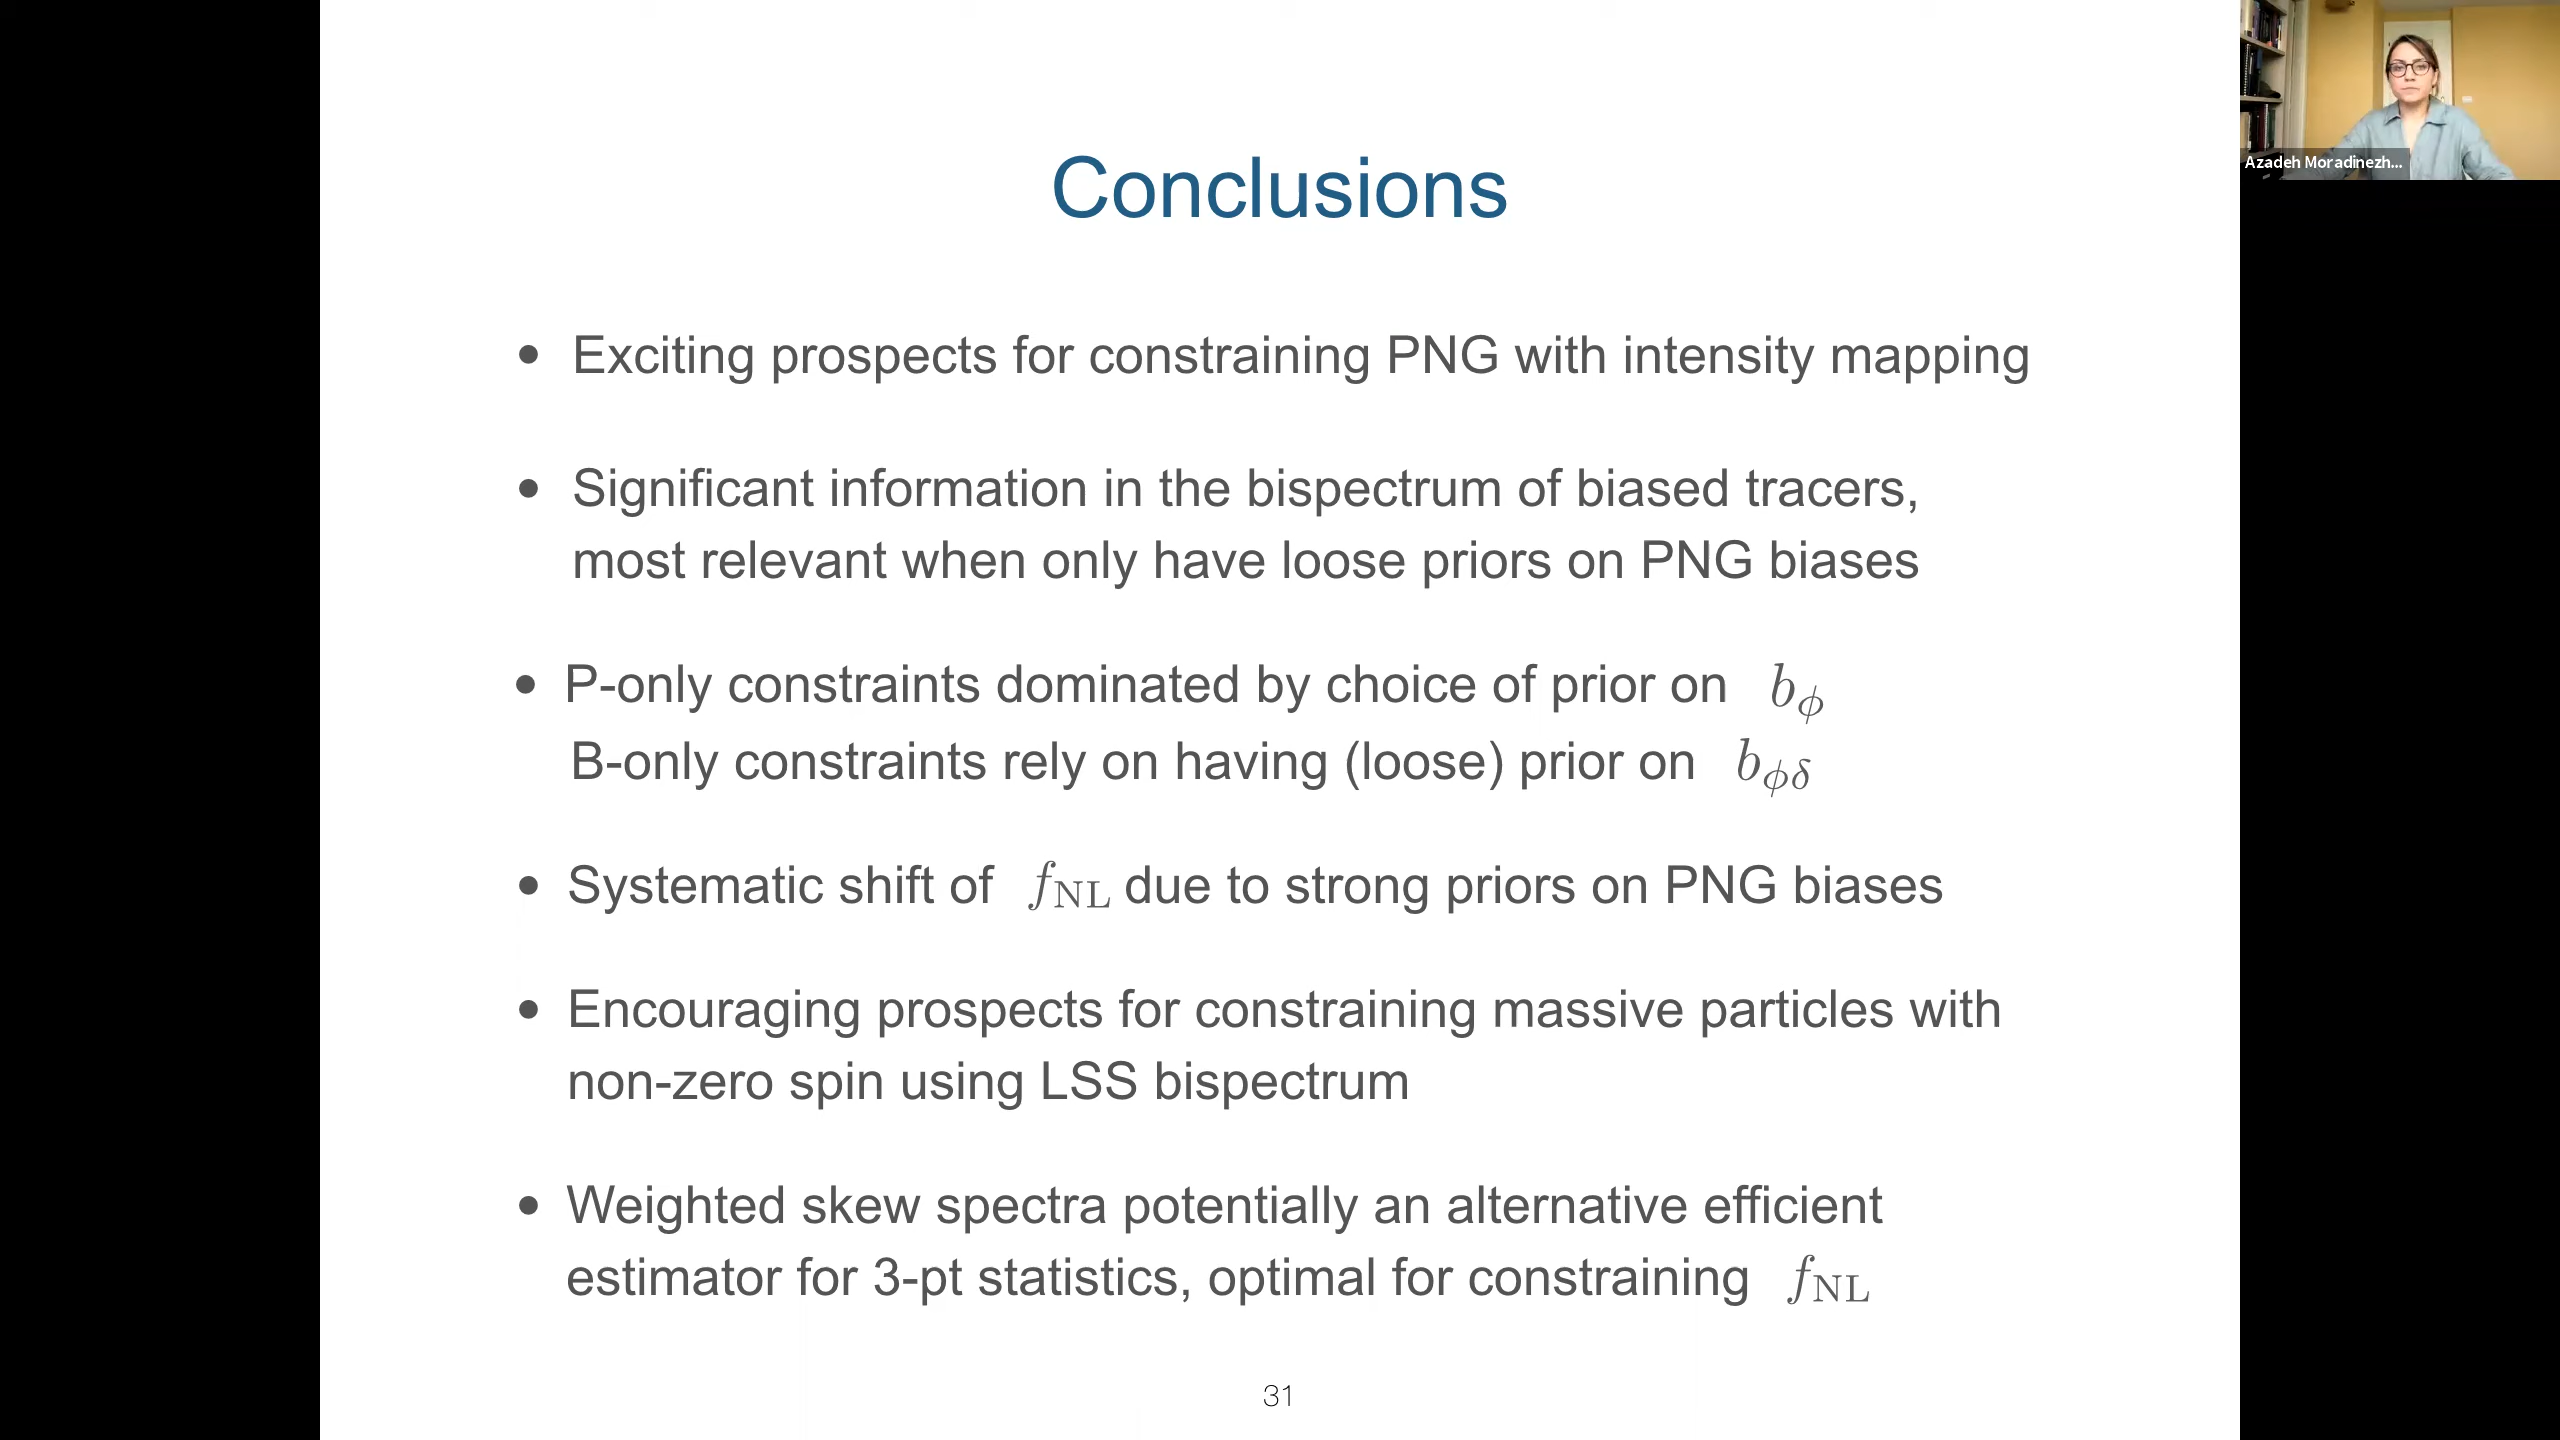 Azadeh Moradinezh...
Conclusions
• Exciting prospects for constraining PNG with intensity mapping
• Significant information in the bispectrum of biased tracers,
most relevant when only have loose priors on PNG biases
• P-only constraints dominated by choice of prior on b_ϕ
B-only constraints rely on having (loose) prior on b_ϕδ
• Systematic shift of f_NL due to strong priors on PNG biases
• Encouraging prospects for constraining massive particles with
non-zero spin using LSS bispectrum
• Weighted skew spectra potentially an alternative efficient
estimator for 3-pt statistics, optimal for constraining f_NL
31